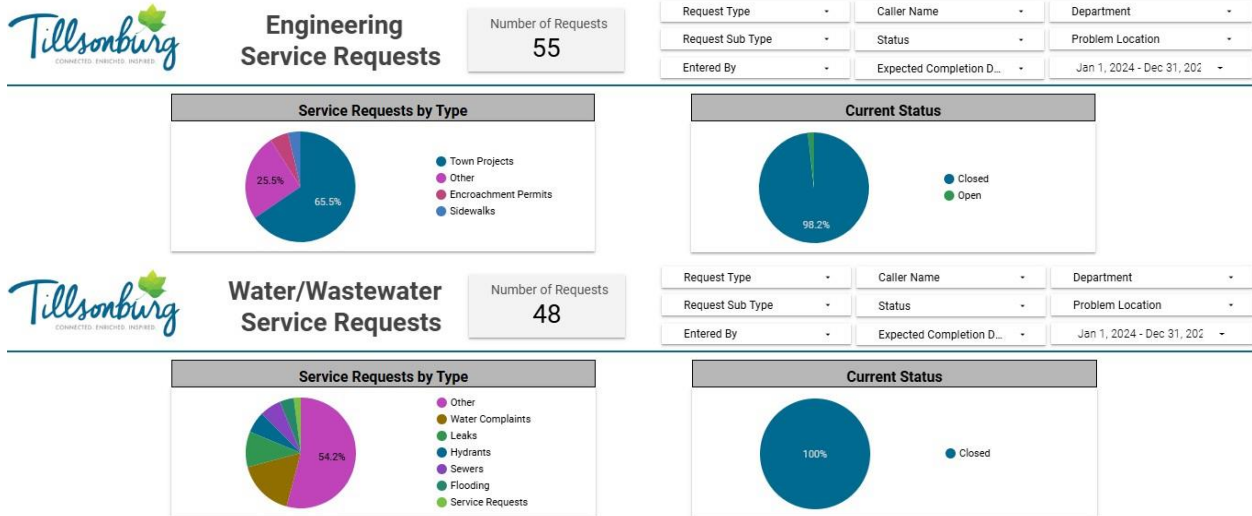 Tillsonburg
CONNECTED. ENRICHED. INSPIRED.
Engineering
Service Requests
Number of Requests
55
Request Type
Caller Name
Department
Request Sub Type
Status
Problem Location
Entered By
Expected Completion D...
Jan 1, 2024 - Dec 31, 202
Service Requests by Type
25.5%
65.5%
Town Projects
Other
Encroachment Permits
Sidewalks
Current Status
98.2%
Closed
Open
Tillsonburg
CONNECTED. ENRICHED. INSPIRED.
Water/Wastewater
Service Requests
Number of Requests
48
Request Type
Caller Name
Department
Request Sub Type
Status
Problem Location
Entered By
Expected Completion D...
Jan 1, 2024 - Dec 31, 202
Service Requests by Type
54.2%
Other
Water Complaints
Leaks
Hydrants
Sewers
Flooding
Service Requests
Current Status
100%
Closed